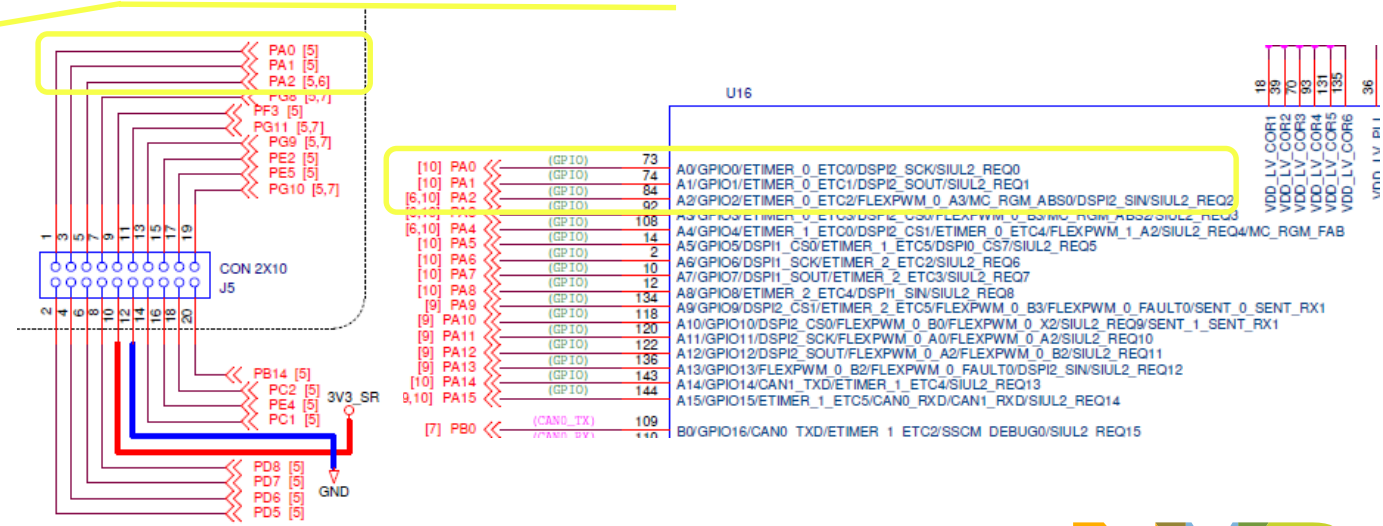 PA0 [5]
PA1 [5]
PA2 [5,6]
PG8 [5,7]
PF3 [5]
PG11 [5,7]
PG9 [5,7]
PE2 [5]
PE5 [5]
PG10 [5,7]
1 3 5 7 9 11 13 15 17 19
CON 2X10
J5
2 4 6 8 10 12 14 16 18 20
PB14 [5]
PC2 [5]
PE4 [5]
PC1 [5]
3V3_SR
PD8 [5]
PD7 [5]
PD6 [5]
PD5 [5]
GND
U16
18 39 70 93 131 135 36
VDD_LV_COR1
VDD_LV_COR2
VDD_LV_COR3
VDD_LV_COR4
VDD_LV_COR5
VDD_LV_COR6
[10] PA0 (GPIO) 73 A0/GPIO0/ETIMER_0_ETC0/DSPI2_SCK/SIUL2_REQ0
[10] PA1 (GPIO) 74 A1/GPIO1/ETIMER_0_ETC1/DSPI2_SOUT/SIUL2_REQ1
[6,10] PA2 (GPIO) 84 A2/GPIO2/ETIMER_0_ETC2/FLEXPWM_0_A3/MC_RGM_ABS0/DSPI2_SIN/SIUL2_REQ2
(GPIO) 92 A3/GPIO3/ETIMER_0_ETC3/DSPI2_CS0/FLEXPWM_0_B3/MC_RGM_ABS2/SIUL2_REQ3
[6,10] PA4 (GPIO) 108 A4/GPIO4/ETIMER_1_ETC0/DSPI2_CS1/ETIMER_0_ETC4/FLEXPWM_1_A2/SIUL2_REQ4/MC_RGM_FAB
[10] PA5 (GPIO) 14 A5/GPIO5/DSPI1_CS0/ETIMER_1_ETC5/DSPI0_CS7/SIUL2_REQ5
[10] PA6 (GPIO) 2 A6/GPIO6/DSPI1_SCK/ETIMER_2_ETC2/SIUL2_REQ6
[10] PA7 (GPIO) 10 A7/GPIO7/DSPI1_SOUT/ETIMER_2_ETC3/SIUL2_REQ7
[10] PA8 (GPIO) 12 A8/GPIO8/ETIMER_2_ETC4/DSPI1_SIN/SIUL2_REQ8
[9] PA9 (GPIO) 134 A9/GPIO9/DSPI2_CS1/ETIMER_2_ETC5/FLEXPWM_0_B3/FLEXPWM_0_FAULT0/SENT_0_SENT_RX1
[9] PA10 (GPIO) 118 A10/GPIO10/DSPI2_CS0/FLEXPWM_0_B0/FLEXPWM_0_X2/SIUL2_REQ9/SENT_1_SENT_RX1
[9] PA11 (GPIO) 120 A11/GPIO11/DSPI2_SCK/FLEXPWM_0_A0/FLEXPWM_0_A2/SIUL2_REQ10
[9] PA12 (GPIO) 122 A12/GPIO12/DSPI2_SOUT/FLEXPWM_0_A2/FLEXPWM_0_B2/SIUL2_REQ11
[9] PA13 (GPIO) 136 A13/GPIO13/FLEXPWM_0_B2/FLEXPWM_0_FAULT0/DSPI2_SIN/SIUL2_REQ12
[10] PA14 (GPIO) 143 A14/GPIO14/CAN1_TXD/ETIMER_1_ETC4/SIUL2_REQ13
9,10] PA15 (GPIO) 144 A15/GPIO15/ETIMER_1_ETC5/CAN0_RXD/CAN1_RXD/SIUL2_REQ14
[7] PB0 (CAN0_TX) 109 B0/GPIO16/CAN0_TXD/ETIMER_1_ETC2/SSCM_DEBUG0/SIUL2_REQ15